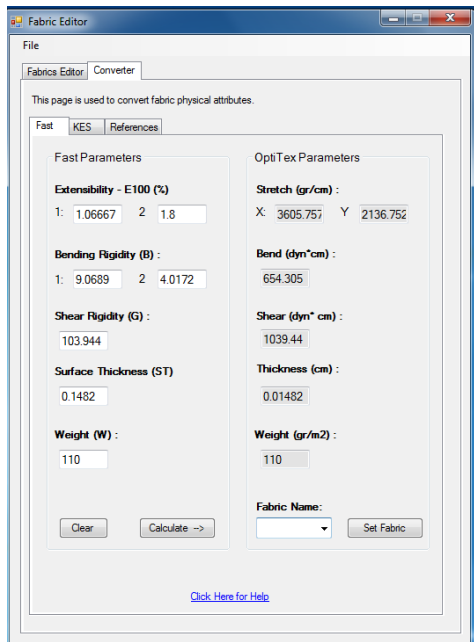 Fabric Editor
File
Fabrics Editor Converter
This page is used to convert fabric physical attributes.
Fast KES References
Fast Parameters
Extensibility - E100 (%)
1: 1.06667 2 1.8
Bending Rigidity (B) :
1: 9.0689 2 4.0172
Shear Rigidity (G) :
103.944
Surface Thickness (ST)
0.1482
Weight (W) :
110
Clear Calculate -->
OptiTex Parameters
Stretch (gr/cm) :
X: 3605.757 Y 2136.752
Bend (dyn*cm) :
654.305
Shear (dyn* cm) :
1039.44
Thickness (cm) :
0.01482
Weight (gr/m2) :
110
Fabric Name:
Set Fabric
Click Here for Help